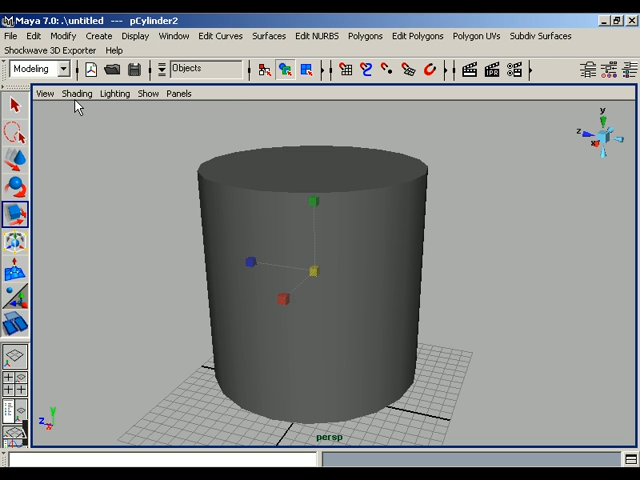 Maya 7.0: .\untitled --- pCylinder2
File Edit Modify Create Display Window Edit Curves Surfaces Edit NURBS Polygons Edit Polygons Polygon UVs Subdiv Surfaces
Shockwave 3D Exporter Help
Modeling Objects
View Shading Lighting Show Panels
y
z
x
y
z
persp